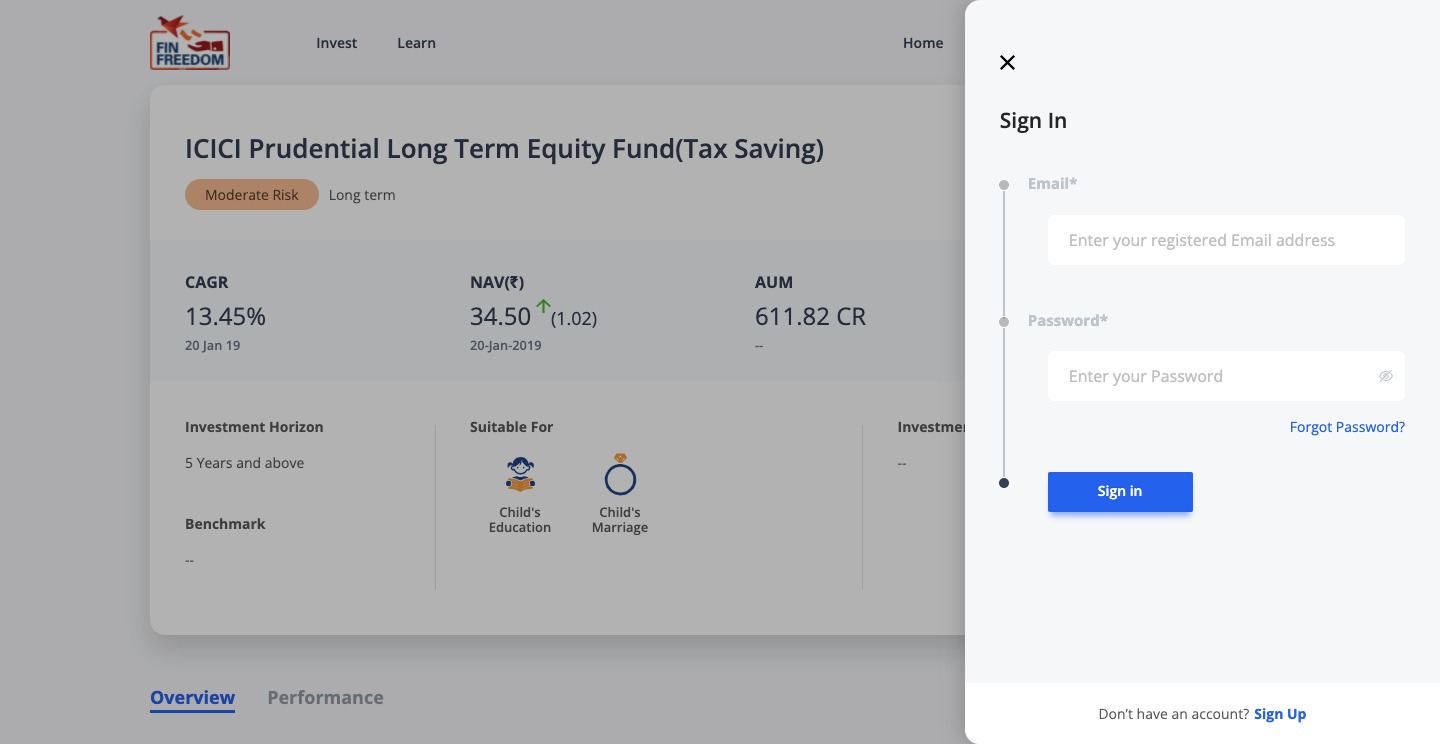 FIN
FREEDOM
Invest
Learn
Home
ICICI Prudential Long Term Equity Fund(Tax Saving)
Moderate Risk
Long term
CAGR
13.45%
20 Jan 19
NAV(₹)
34.50 (1.02)
20-Jan-2019
AUM
611.82 CR
--
Investment Horizon
5 Years and above
Benchmark
--
Suitable For
Child's
Education
Child's
Marriage
--
Overview
Performance
Sign In
Email*
Enter your registered Email address
Password*
Enter your Password
Forgot Password?
Sign in
Don't have an account? Sign Up